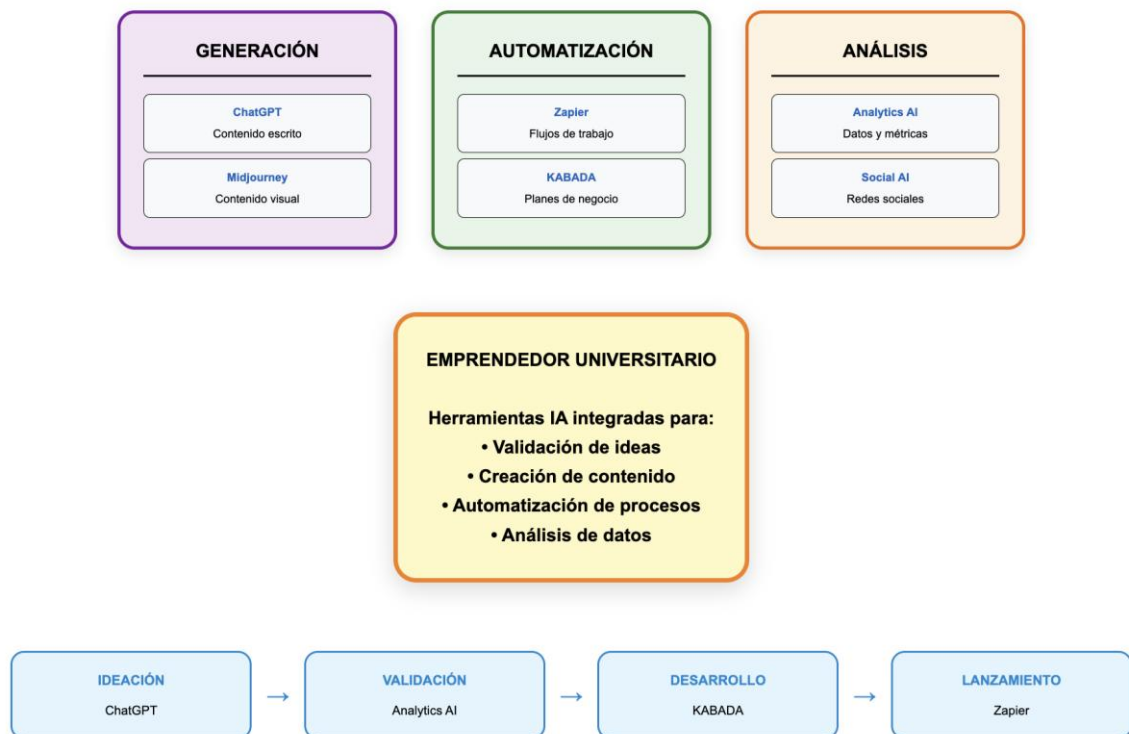 GENERACIÓN
ChatGPT
Contenido escrito
Midjourney
Contenido visual
AUTOMATIZACIÓN
Zapier
Flujos de trabajo
KABADA
Planes de negocio
ANÁLISIS
Analytics AI
Datos y métricas
Social AI
Redes sociales
EMPRENDEDOR UNIVERSITARIO
Herramientas IA integradas para:
• Validación de ideas
• Creación de contenido
• Automatización de procesos
• Análisis de datos
IDEACIÓN
ChatGPT
→
VALIDACIÓN
Analytics AI
→
DESARROLLO
KABADA
→
LANZAMIENTO
Zapier